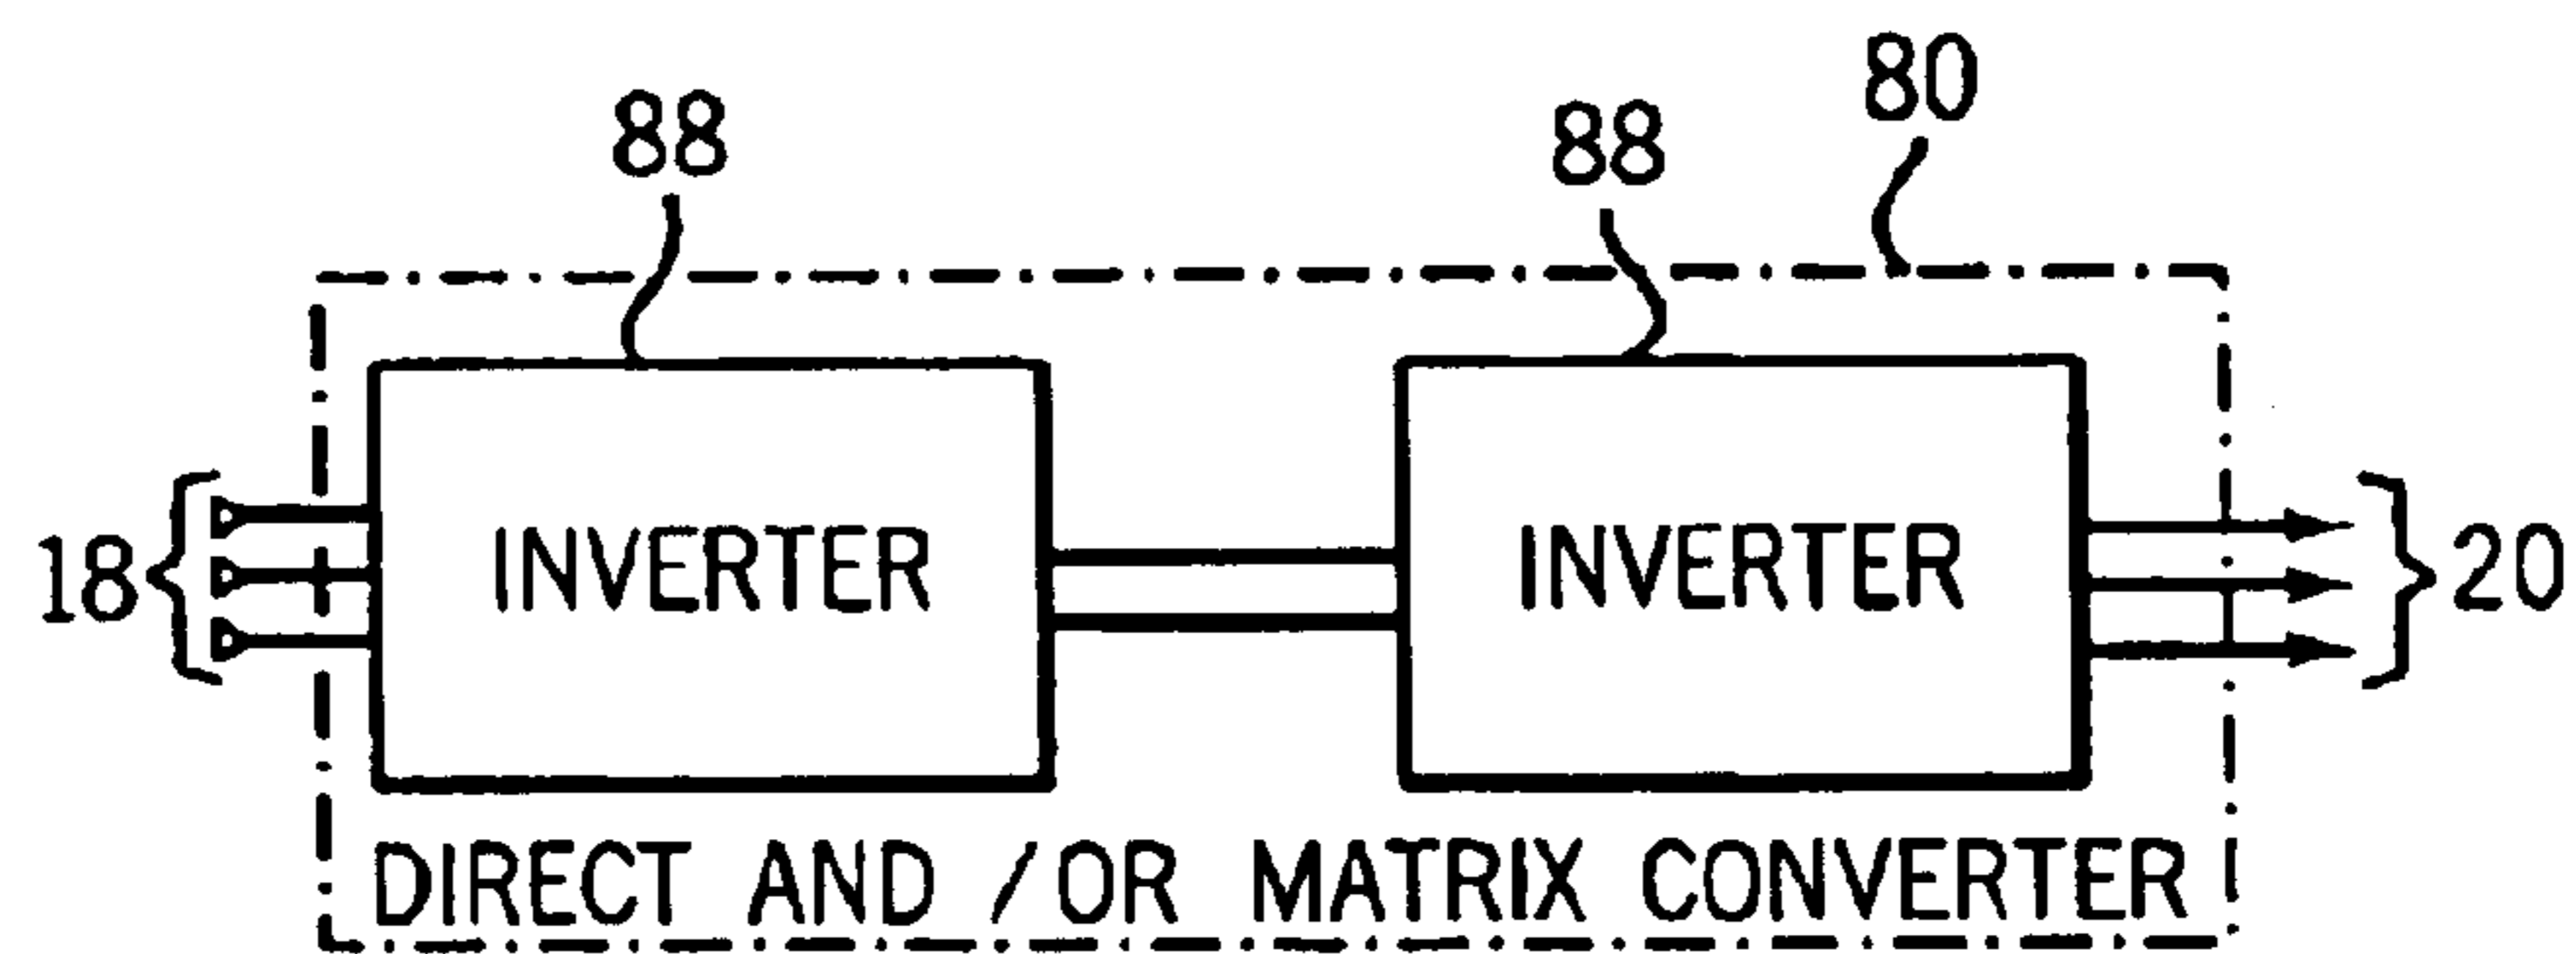 80
88
88
18
INVERTER
INVERTER
20
DIRECT AND / OR MATRIX CONVERTER